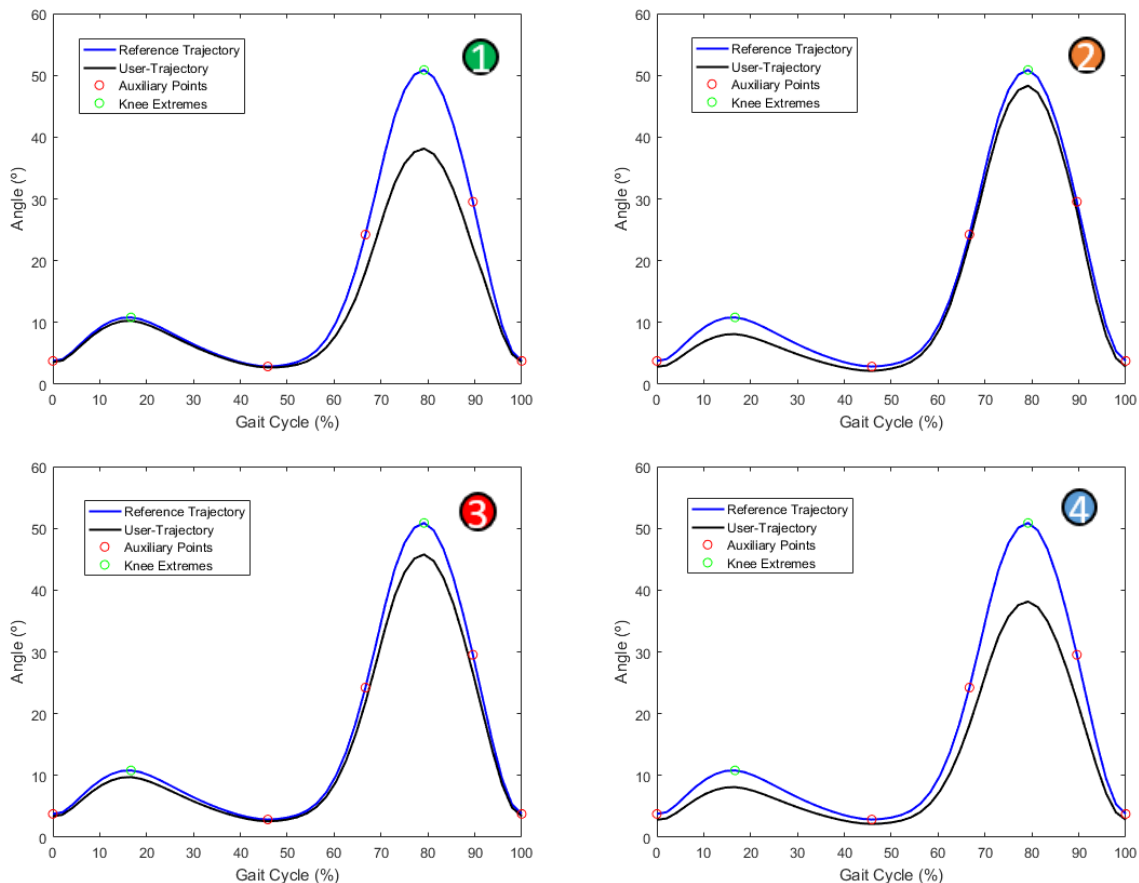 60
50
40
30
20
10
0
Angle (º)
Reference Trajectory
User-Trajectory
Auxiliary Points
Knee Extremes
1
0 10 20 30 40 50 60 70 80 90 100
Gait Cycle (%)
60
50
40
30
20
10
0
Angle (º)
Reference Trajectory
User-Trajectory
Auxiliary Points
Knee Extremes
2
0 10 20 30 40 50 60 70 80 90 100
Gait Cycle (%)
60
50
40
30
20
10
0
Angle (º)
Reference Trajectory
User-Trajectory
Auxiliary Points
Knee Extremes
3
0 10 20 30 40 50 60 70 80 90 100
Gait Cycle (%)
60
50
40
30
20
10
0
Angle (º)
Reference Trajectory
User-Trajectory
Auxiliary Points
Knee Extremes
4
0 10 20 30 40 50 60 70 80 90 100
Gait Cycle (%)